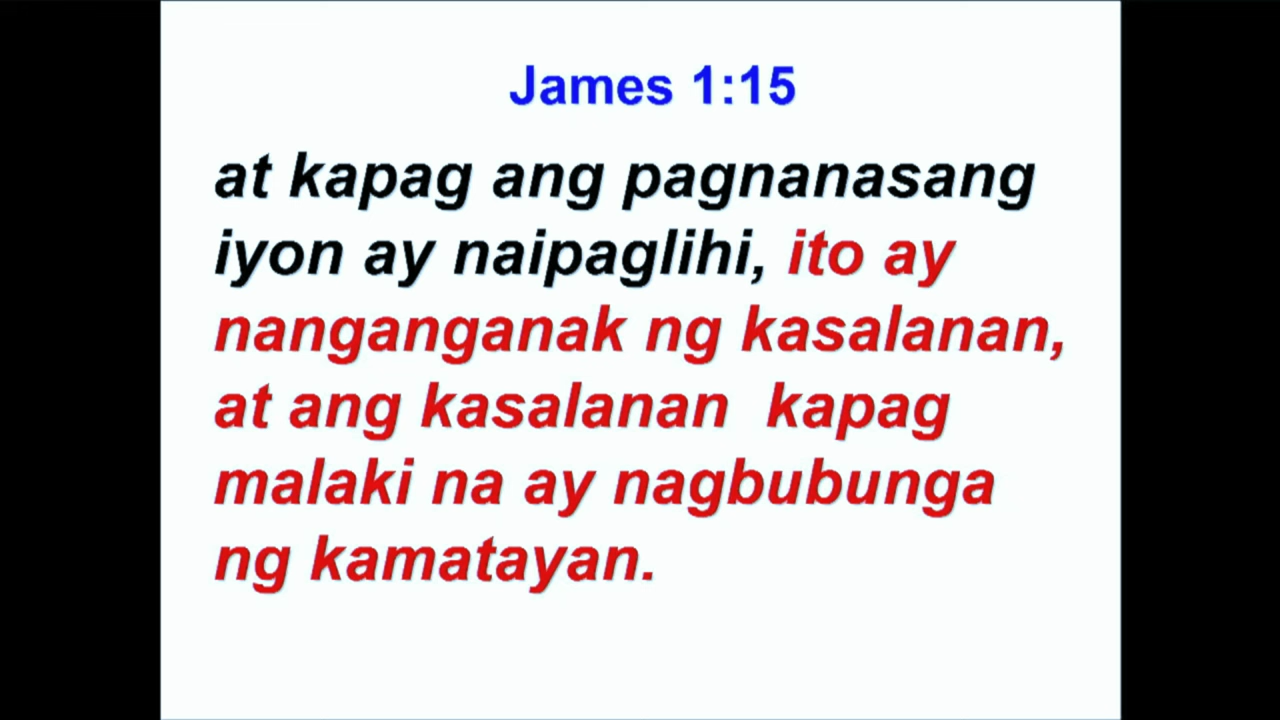 James 1:15
at kapag ang pagnanasang
iyon ay naipaglihi, ito ay
nanganganak ng kasalanan,
at ang kasalanan  kapag
malaki na ay nagbubunga
ng kamatayan.